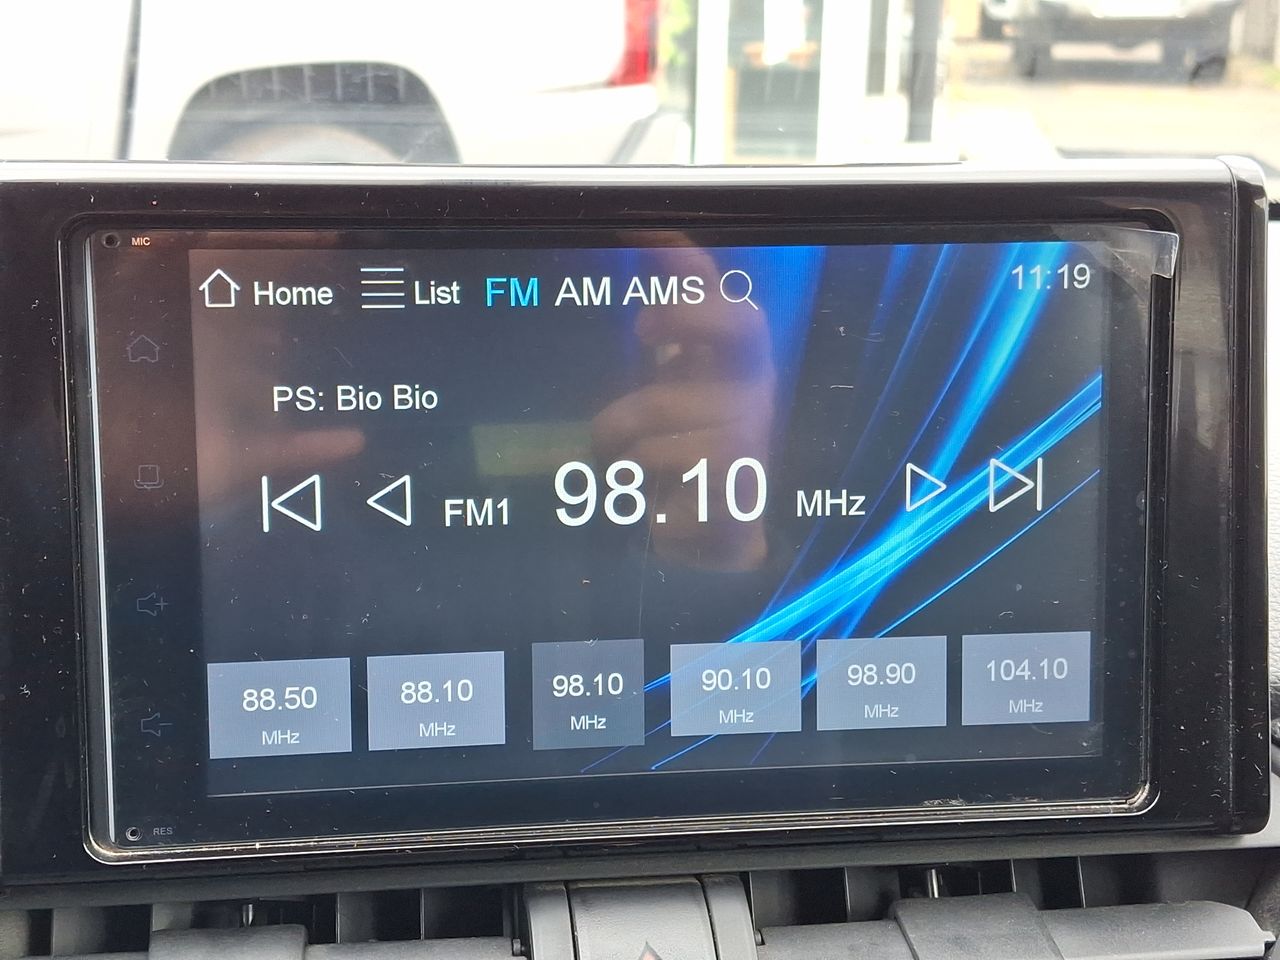 MIC
Home List FM AM AMS 11:19
PS: Bio Bio
FM1 98.10 MHz
88.50 88.10 98.10 90.10 98.90 104.10
MHz MHz MHz MHz MHz MHz
RES